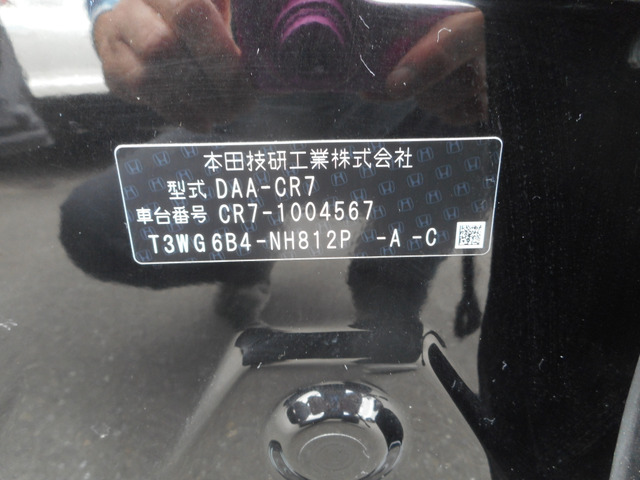 本田技研工業株式会社
型式 DAA-CR7
車台番号 CR7-1004567
T3WG6B4-NH812P -A -C